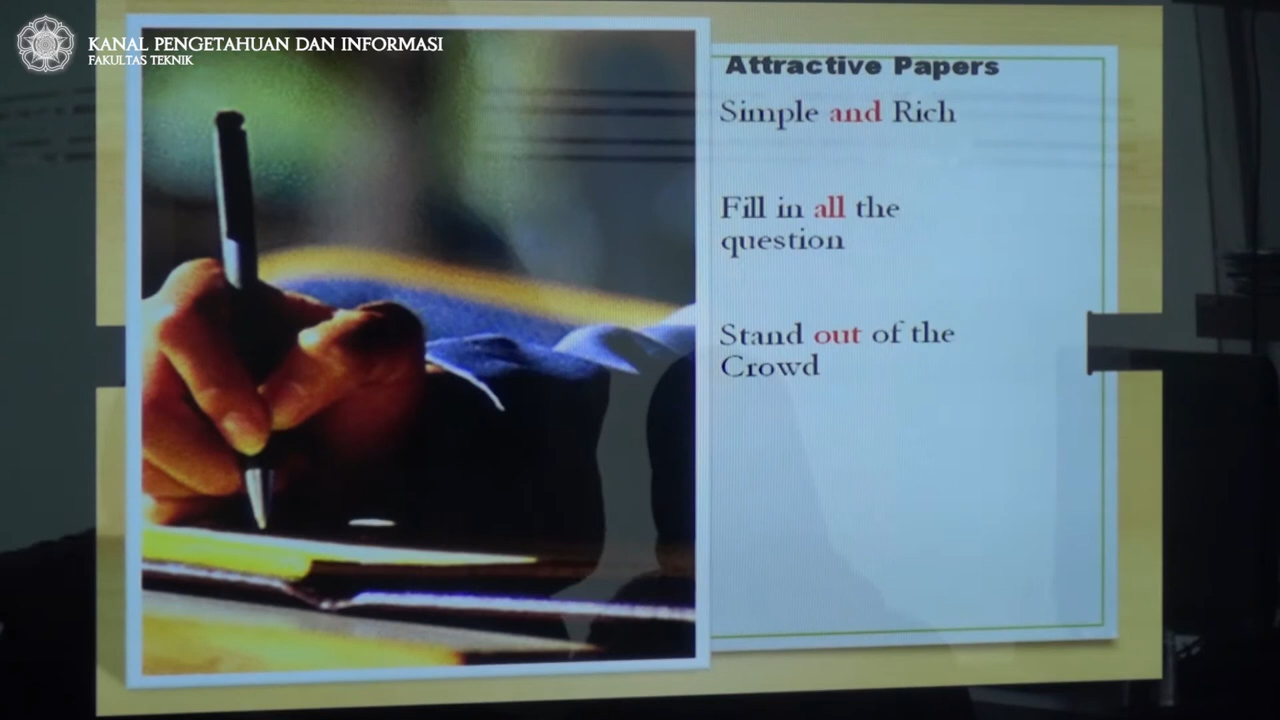 KANAL PENGETAHUAN DAN INFORMASI
FAKULTAS TEKNIK
Attractive Papers
Simple and Rich
Fill in all the
question
Stand out of the
Crowd